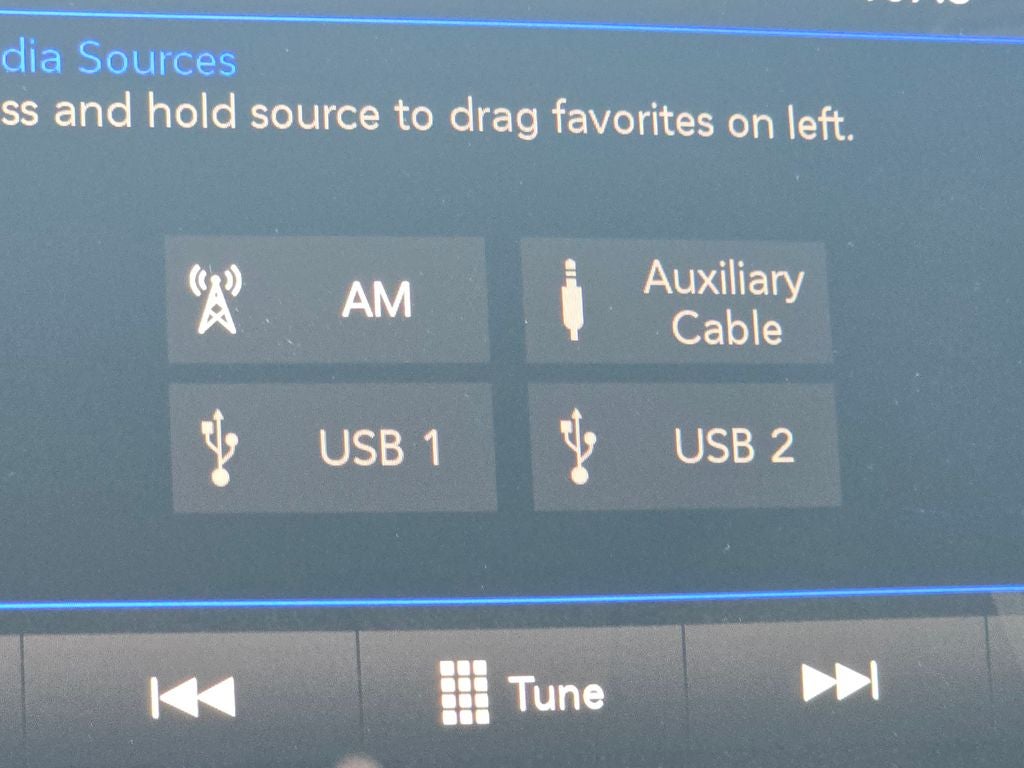 dia Sources
ss and hold source to drag favorites on left.
AM
Auxiliary
Cable
USB 1
USB 2
Tune